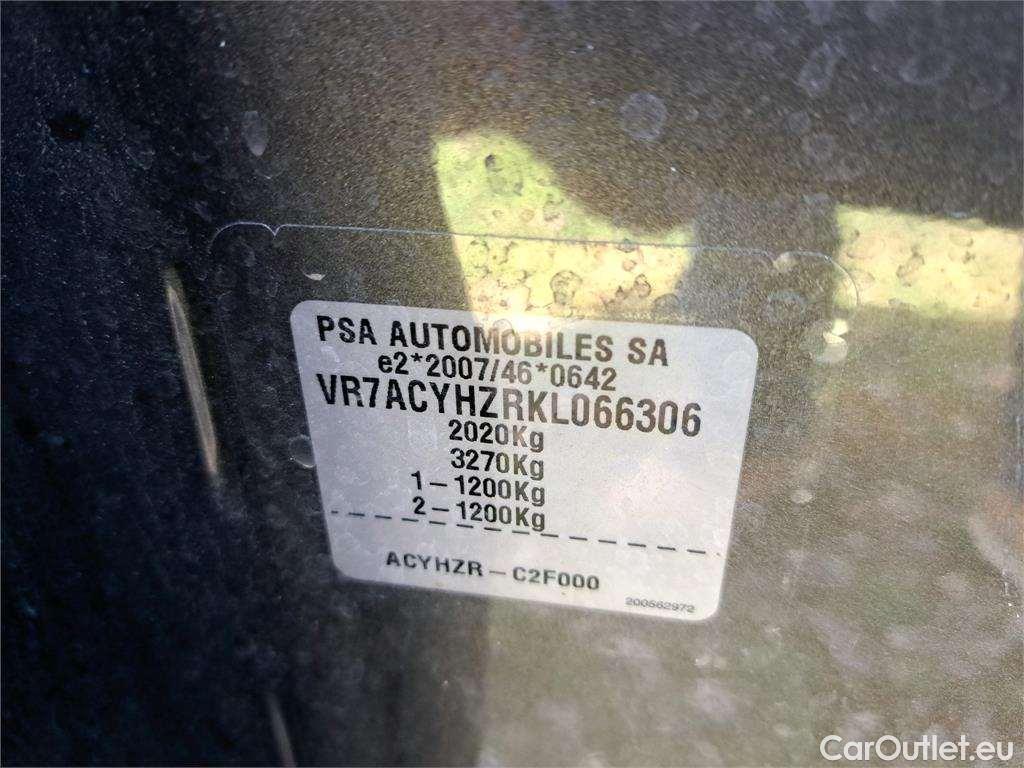 PSA AUTOMOBILES SA
e2*2007/46*0642
VR7ACYHZRKL066306
2020Kg
3270Kg
1-1200Kg
2-1200Kg
ACYHZR-C2F000
200562972
CarOutlet.eu